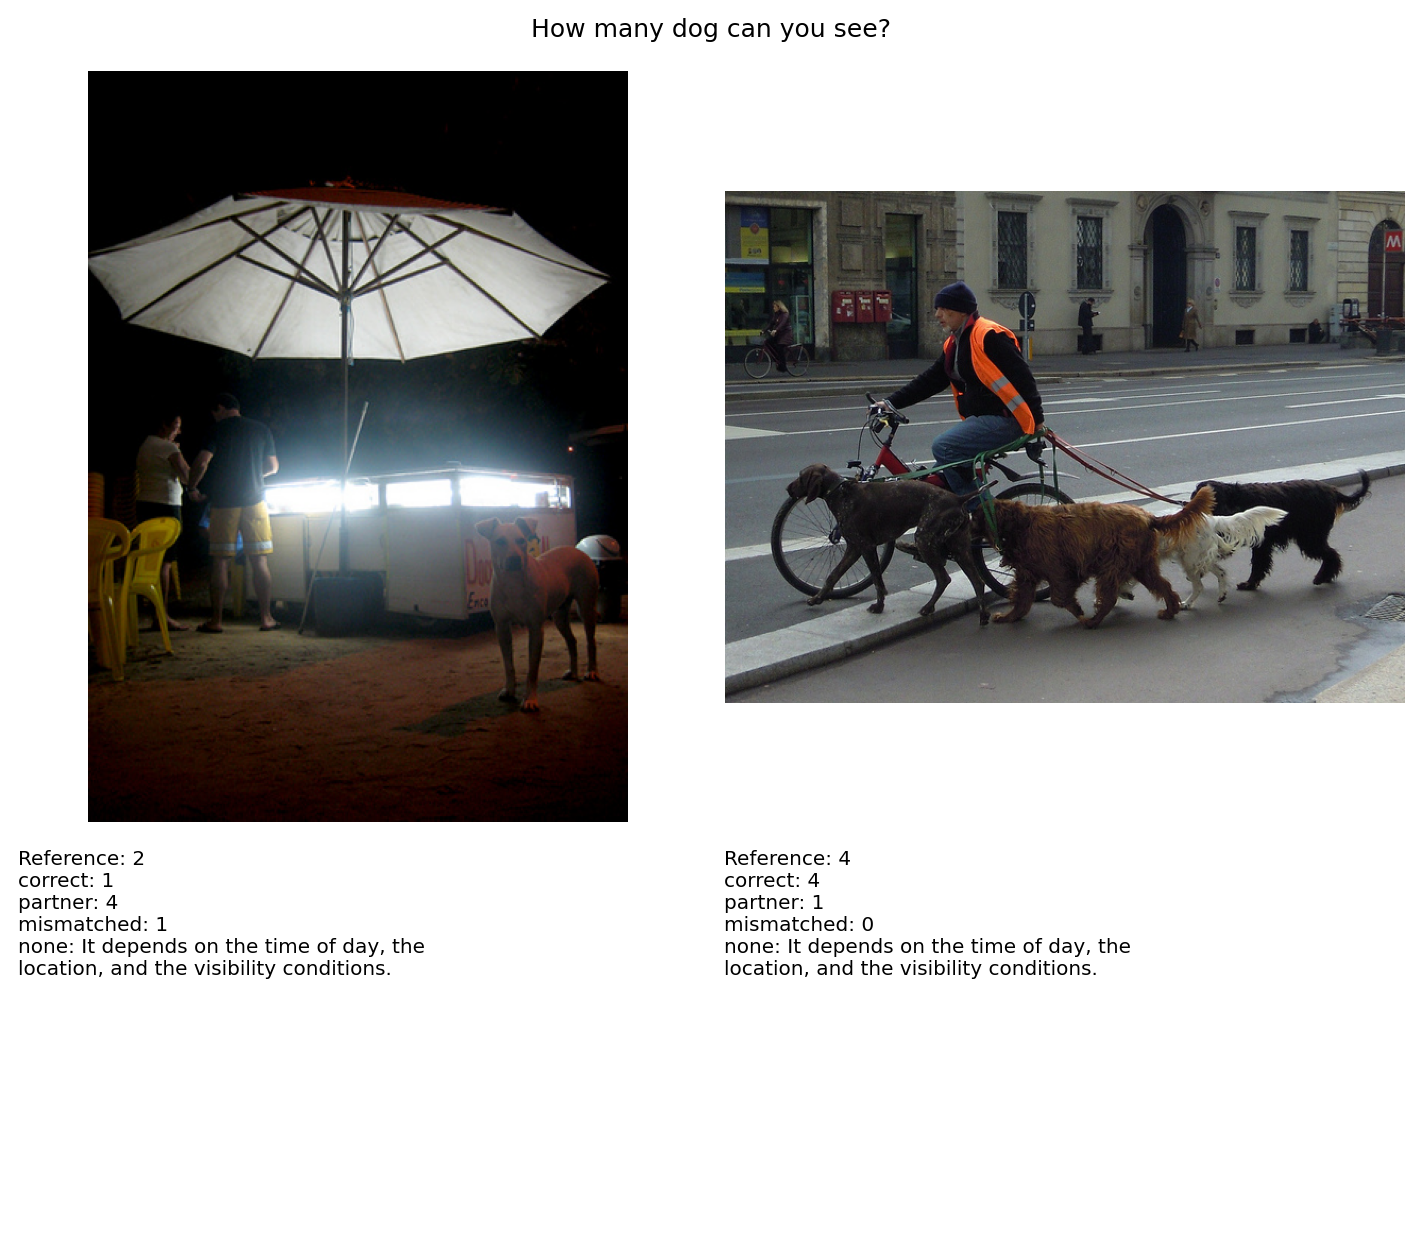 How many dog can you see?
M
Reference: 2
correct: 1
partner: 4
mismatched: 1
none: It depends on the time of day, the
location, and the visibility conditions.
Reference: 4
correct: 4
partner: 1
mismatched: 0
none: It depends on the time of day, the
location, and the visibility conditions.